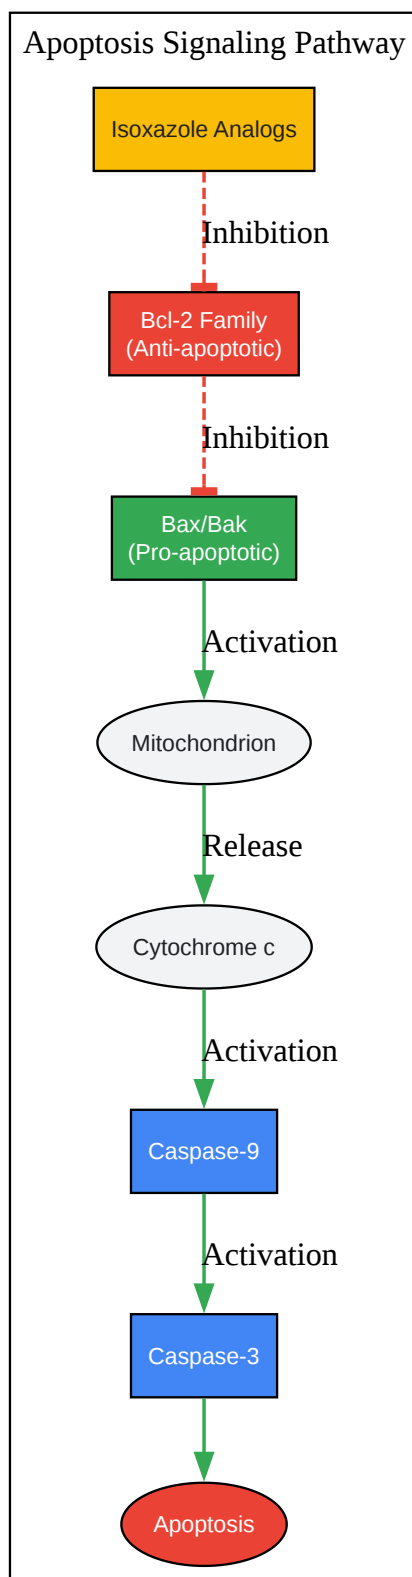 Apoptosis Signaling Pathway
Isoxazole Analogs
Inhibition
Bcl-2 Family
(Anti-apoptotic)
Inhibition
Bax/Bak
(Pro-apoptotic)
Activation
Mitochondrion
Release
Cytochrome c
Activation
Caspase-9
Activation
Caspase-3
Apoptosis